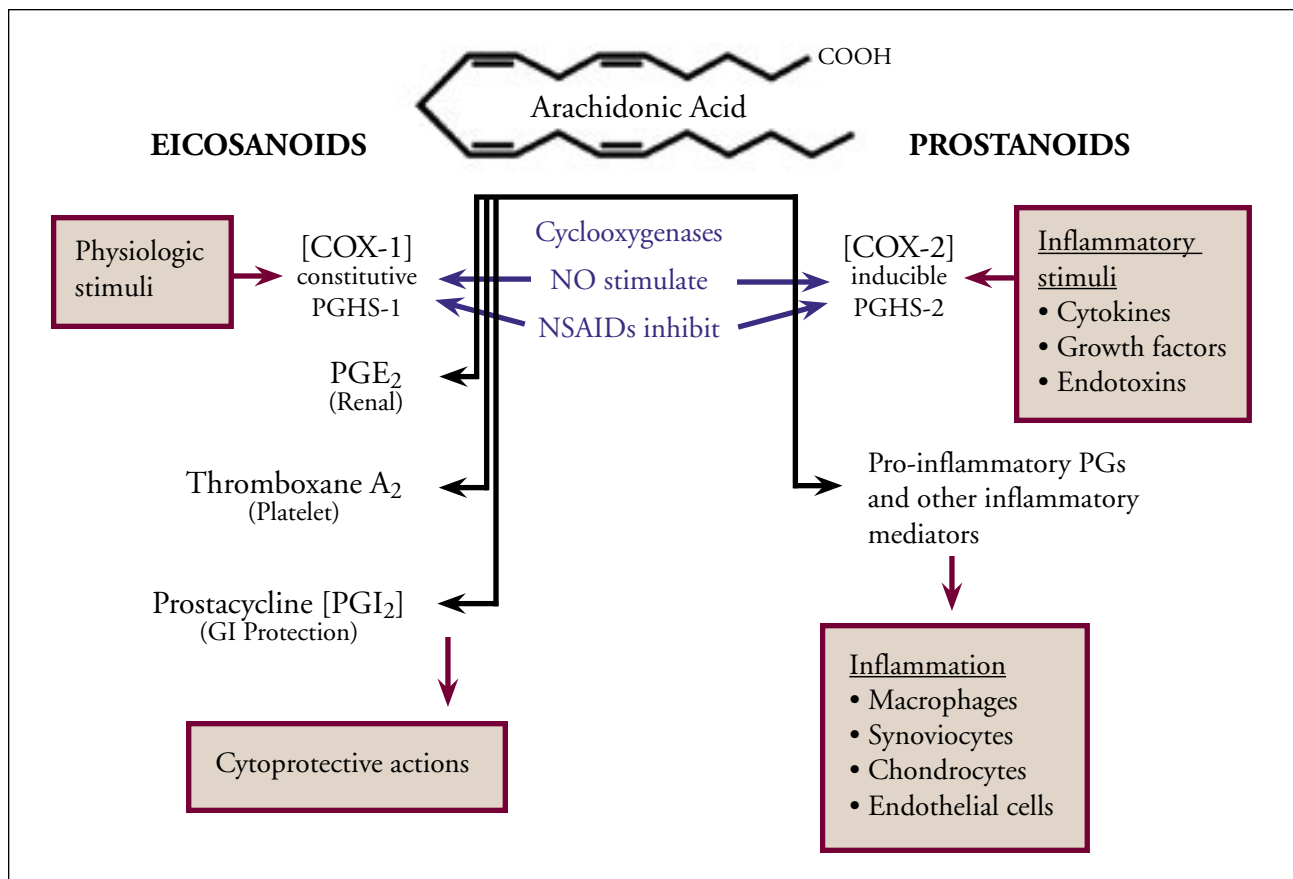 COOH
Arachidonic Acid
EICOSANOIDS
PROSTANOIDS
Physiologic
stimuli
[COX-1]
constitutive
PGHS-1
Cyclooxygenases
NO stimulate
NSAIDs inhibit
[COX-2]
inducible
PGHS-2
Inflammatory
stimuli
• Cytokines
• Growth factors
• Endotoxins
PGE₂
(Renal)
Thromboxane A₂
(Platelet)
Prostacycline [PGI₂]
(GI Protection)
Cytoprotective actions
Pro-inflammatory PGs
and other inflammatory
mediators
Inflammation
• Macrophages
• Synoviocytes
• Chondrocytes
• Endothelial cells